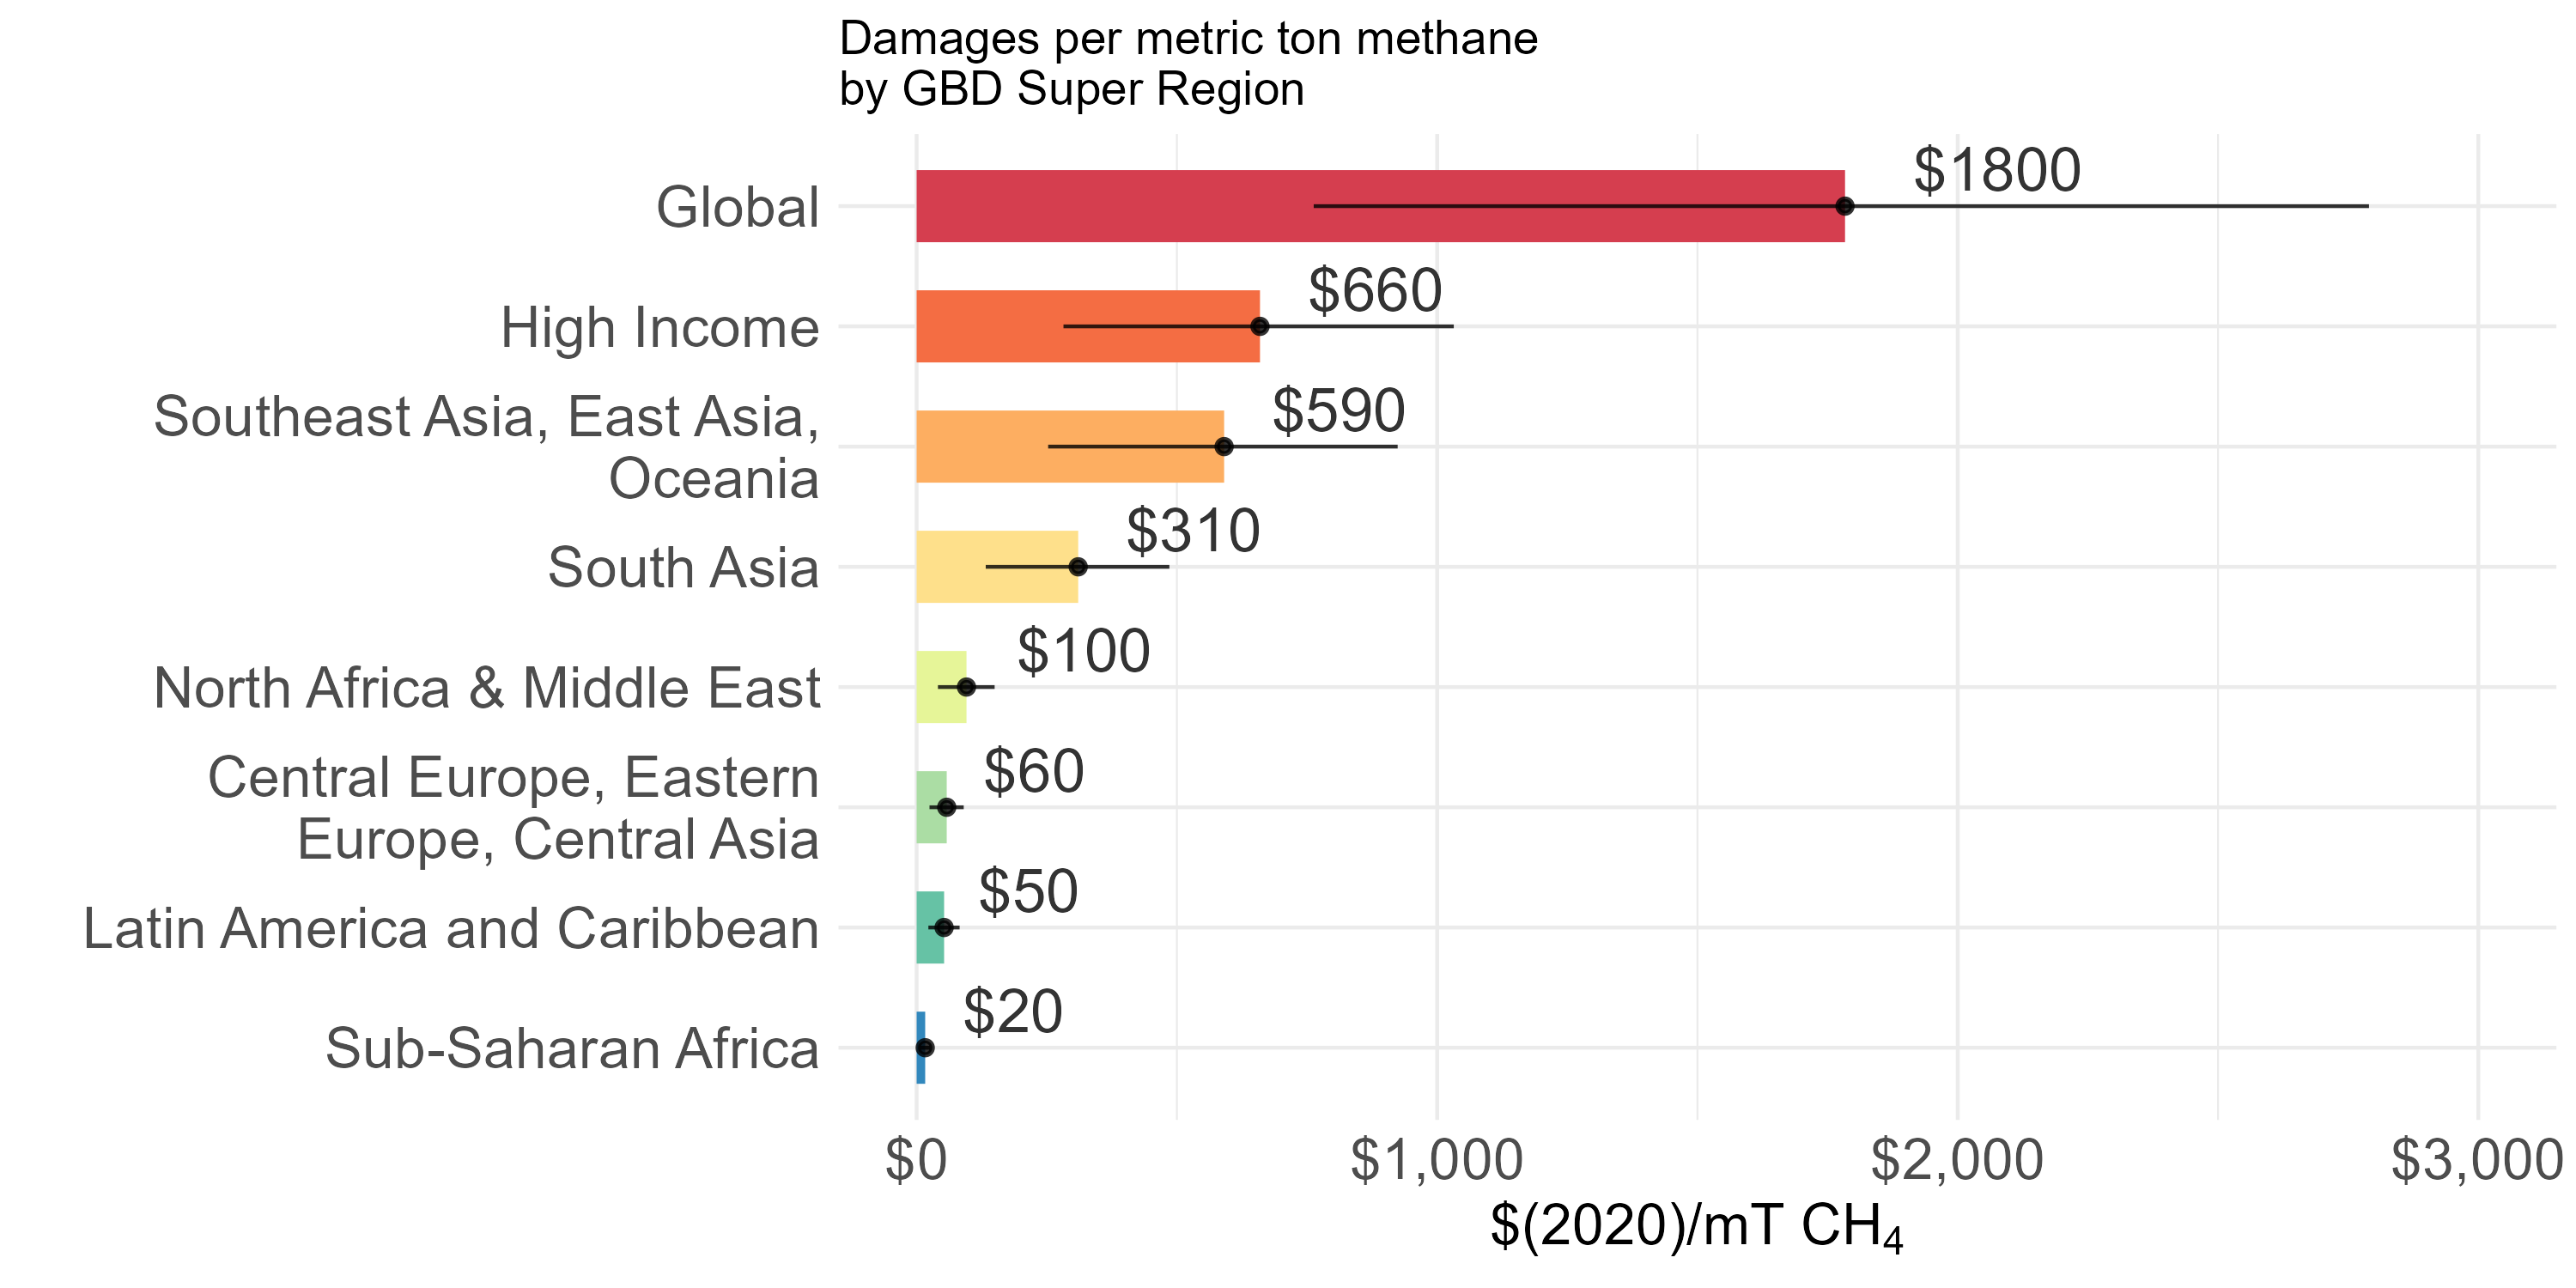 Damages per metric ton methane
by GBD Super Region
Global
$1800
High Income
$660
Southeast Asia, East Asia,
Oceania
$590
South Asia
$310
North Africa & Middle East
$100
Central Europe, Eastern
Europe, Central Asia
$60
Latin America and Caribbean
$50
Sub-Saharan Africa
$20
$0
$1,000
$2,000
$3,000
$(2020)/mT CH₄